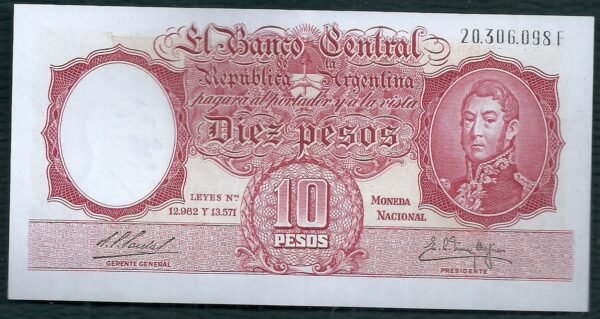 20.306.098 F
El Banco Central
de la
República Argentina
pagará al portador y a la vista
Diez pesos
LEYES Nos.
12.962 Y 13.571
MONEDA
NACIONAL
10
PESOS
GERENTE GENERAL
PRESIDENTE